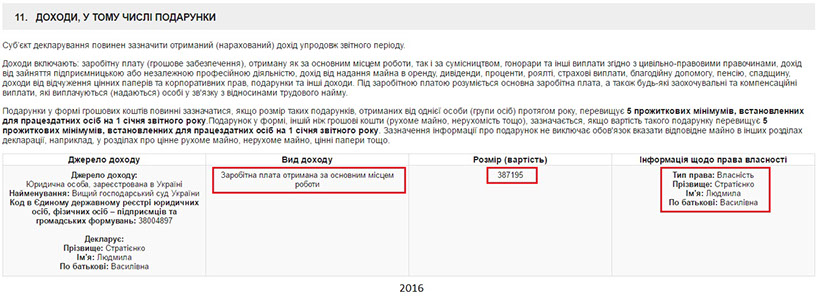 11. ДОХОДИ, У ТОМУ ЧИСЛІ ПОДАРУНКИ
Суб'єкт декларування повинен зазначити отриманий (нарахований) дохід упродовж звітного періоду.
Доходи включають: заробітну плату (грошове забезпечення), отриману як за основним місцем роботи, так і за сумісництвом, гонорари та інші виплати згідно з цивільно-правовими правочинами, дохід
від зайняття підприємницькою або незалежною професійною діяльністю, дохід від надання майна в оренду, дивіденди, проценти, роялті, страхові виплати, благодійну допомогу, пенсію, спадщину,
доходи від відчуження цінних паперів та корпоративних прав, подарунки та інші доходи. Під заробітною платою розуміється основна заробітна плата, а також будь-які заохочувальні та компенсаційні
виплати, які виплачуються (надаються) особі у зв'язку з відносинами трудового найму.
Подарунки у формі грошових коштів повинні зазначатися, якщо розмір таких подарунків, отриманих від однієї особи (групи осіб) протягом року, перевищує 5 прожиткових мінімумів, встановлених
для працездатних осіб на 1 січня звітного року.Подарунок у формі, іншій ніж грошові кошти (рухоме майно, нерухомість тощо), зазначається, якщо вартість такого подарунку перевищує 5
прожиткових мінімумів, встановленних для працездатних осіб на 1 січня звітного року. Зазначення інформації про подарунок не виключає обов'язок вказати відповідне майно в інших розділах
декларації, наприклад, у розділах про цінне рухоме майно, нерухоме майно, цінні папери тощо.
Джерело доходу Вид доходу Розмір (вартість) Інформація щодо права власності
Джерело доходу:
Юридична особа, зареєстрована в Україні
Найменування: Вищий господарський суд України
Код в Єдиному державному реєстрі юридичних
осіб, фізичних осіб – підприємців та
громадських формувань: 38004897
Декларує:
Прізвище: Стратієнко
Ім'я: Людмила
По батькові: Василівна
Заробітна плата отримана за основним місцем
роботи
387195
Тип права: Власність
Прізвище: Стратієнко
Ім'я: Людмила
По батькові: Василівна
2016